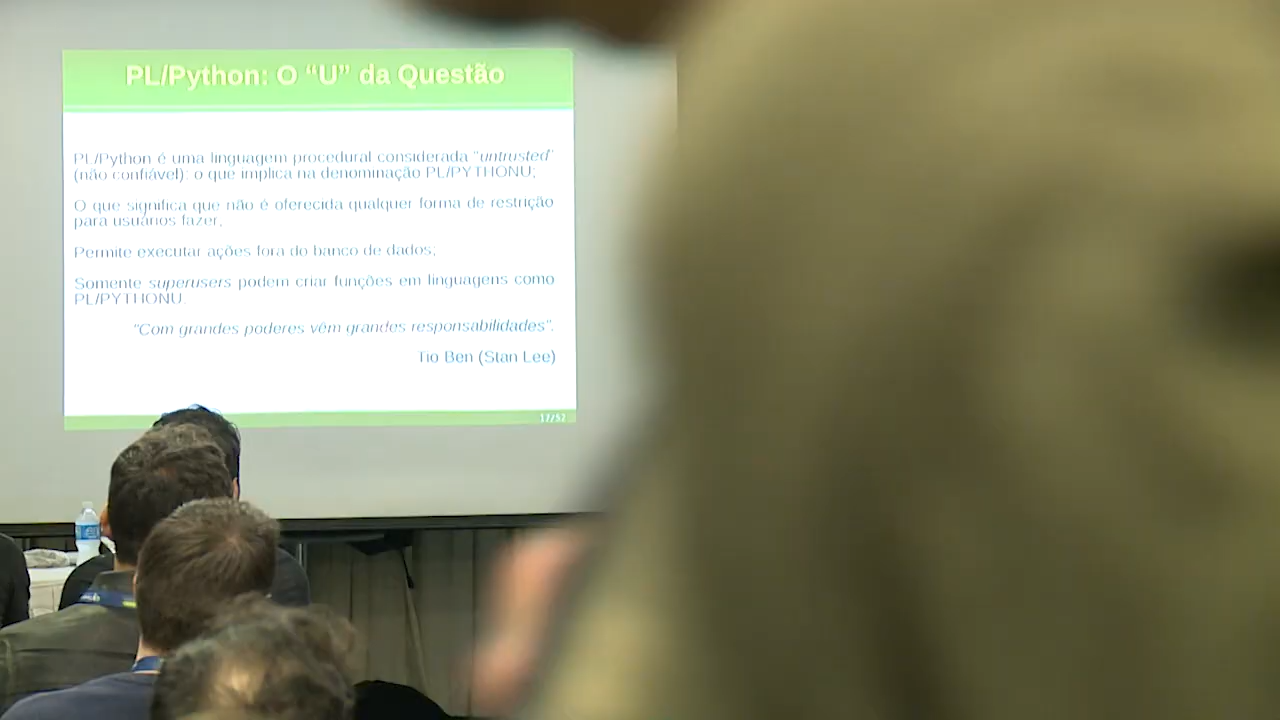 PL/Python: O “U” da Questão
PL/Python é uma linguagem procedural considerada "untrusted"
(não confiável): o que implica na denominação PL/PYTHONU;
O que significa que não é oferecida qualquer forma de restrição
para usuários fazer;
Permite executar ações fora do banco de dados;
Somente superusers podem criar funções em linguagens como
PL/PYTHONU.
"Com grandes poderes vêm grandes responsabilidades".
Tio Ben (Stan Lee)
17/52